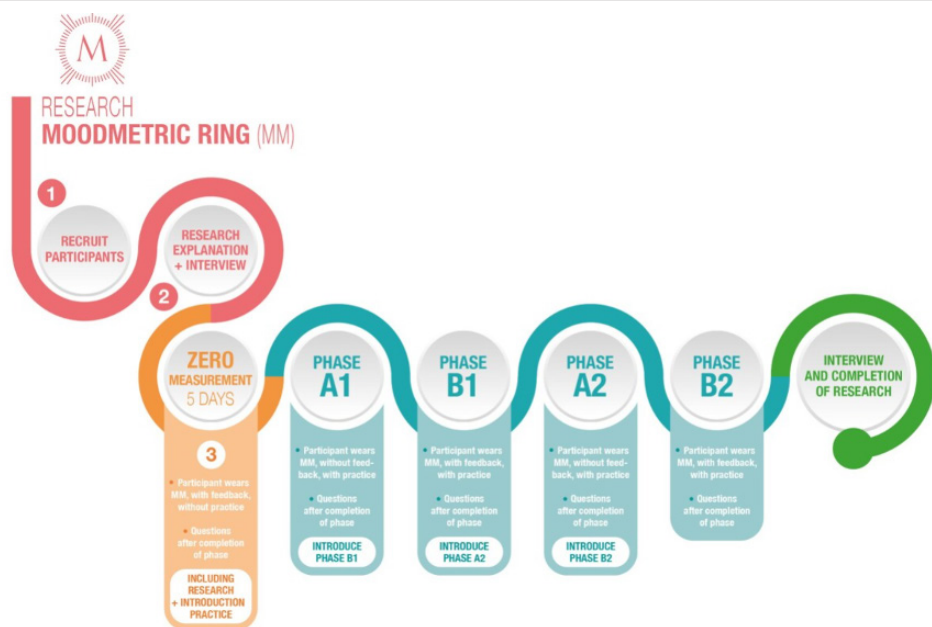 M
RESEARCH
MOODMETRIC RING (MM)
1
RECRUIT
PARTICIPANTS
RESEARCH
EXPLANATION
+ INTERVIEW
2
ZERO
MEASUREMENT
5 DAYS
3
• Participant wears
MM, with feedback,
without practice
• Questions
after completion
of phase
INCLUDING
RESEARCH
+ INTRODUCTION
PRACTICE
PHASE
A1
• Participant wears
MM, without feed-
back, with practice
• Questions
after completion
of phase
INTRODUCE
PHASE B1
PHASE
B1
• Participant wears
MM, with feedback,
with practice
• Questions
after completion
of phase
INTRODUCE
PHASE A2
PHASE
A2
• Participant wears
MM, without feed-
back, with practice
• Questions
after completion
of phase
INTRODUCE
PHASE B2
PHASE
B2
• Participant wears
MM, with feedback,
with practice
• Questions
after completion
of phase
INTERVIEW
AND COMPLETION
OF RESEARCH